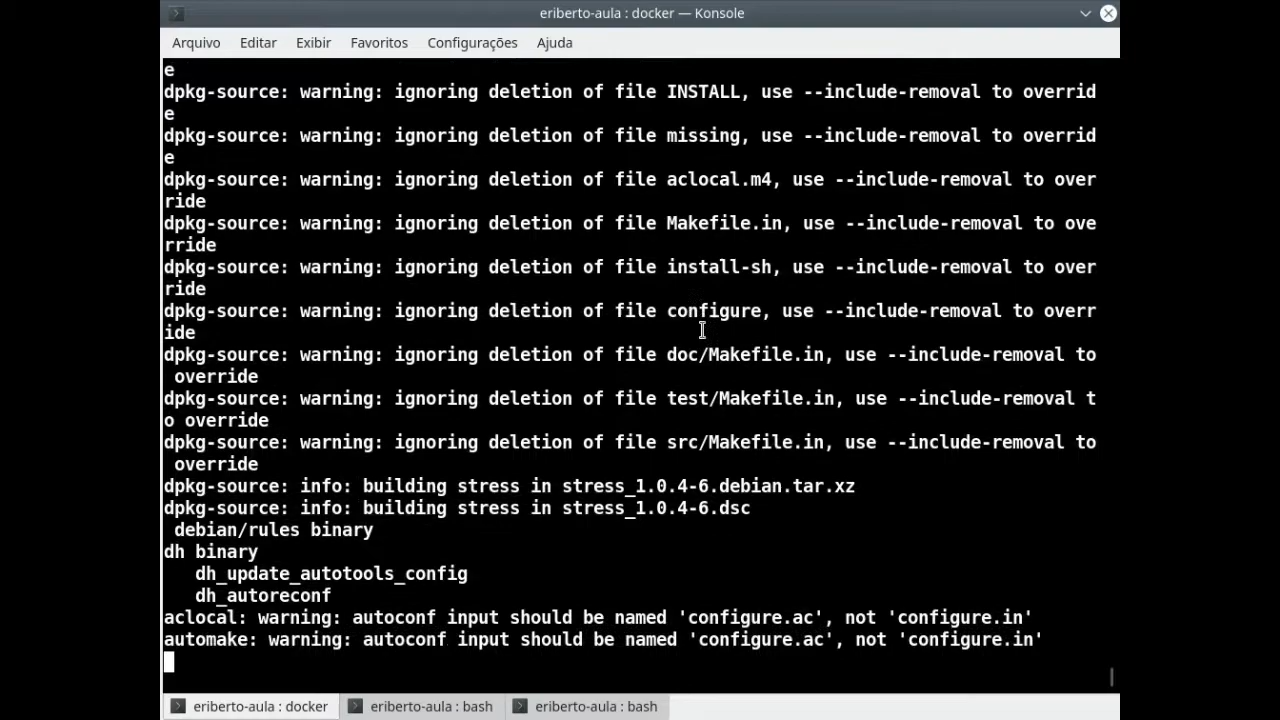 eriberto-aula : docker — Konsole
Arquivo Editar Exibir Favoritos Configurações Ajuda
e
dpkg-source: warning: ignoring deletion of file INSTALL, use --include-removal to overrid
e
dpkg-source: warning: ignoring deletion of file missing, use --include-removal to overrid
e
dpkg-source: warning: ignoring deletion of file aclocal.m4, use --include-removal to over
ride
dpkg-source: warning: ignoring deletion of file Makefile.in, use --include-removal to ove
rride
dpkg-source: warning: ignoring deletion of file install-sh, use --include-removal to over
ride
dpkg-source: warning: ignoring deletion of file configure, use --include-removal to overr
ide
dpkg-source: warning: ignoring deletion of file doc/Makefile.in, use --include-removal to
 override
dpkg-source: warning: ignoring deletion of file test/Makefile.in, use --include-removal t
o override
dpkg-source: warning: ignoring deletion of file src/Makefile.in, use --include-removal to
 override
dpkg-source: info: building stress in stress_1.0.4-6.debian.tar.xz
dpkg-source: info: building stress in stress_1.0.4-6.dsc
 debian/rules binary
dh binary
   dh_update_autotools_config
   dh_autoreconf
aclocal: warning: autoconf input should be named 'configure.ac', not 'configure.in'
automake: warning: autoconf input should be named 'configure.ac', not 'configure.in'
eriberto-aula : docker eriberto-aula : bash eriberto-aula : bash